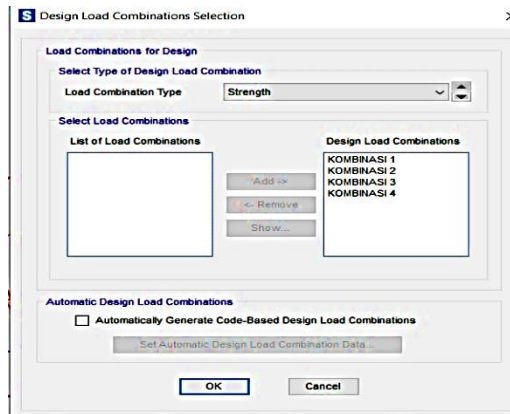 S Design Load Combinations Selection
Load Combinations for Design
Select Type of Design Load Combination
Load Combination Type Strength
Select Load Combinations
List of Load Combinations Design Load Combinations
KOMBINASI 1
KOMBINASI 2
KOMBINASI 3
KOMBINASI 4
Add ->
<- Remove
Show...
Automatic Design Load Combinations
Automatically Generate Code-Based Design Load Combinations
Set Automatic Design Load Combination Data...
OK Cancel